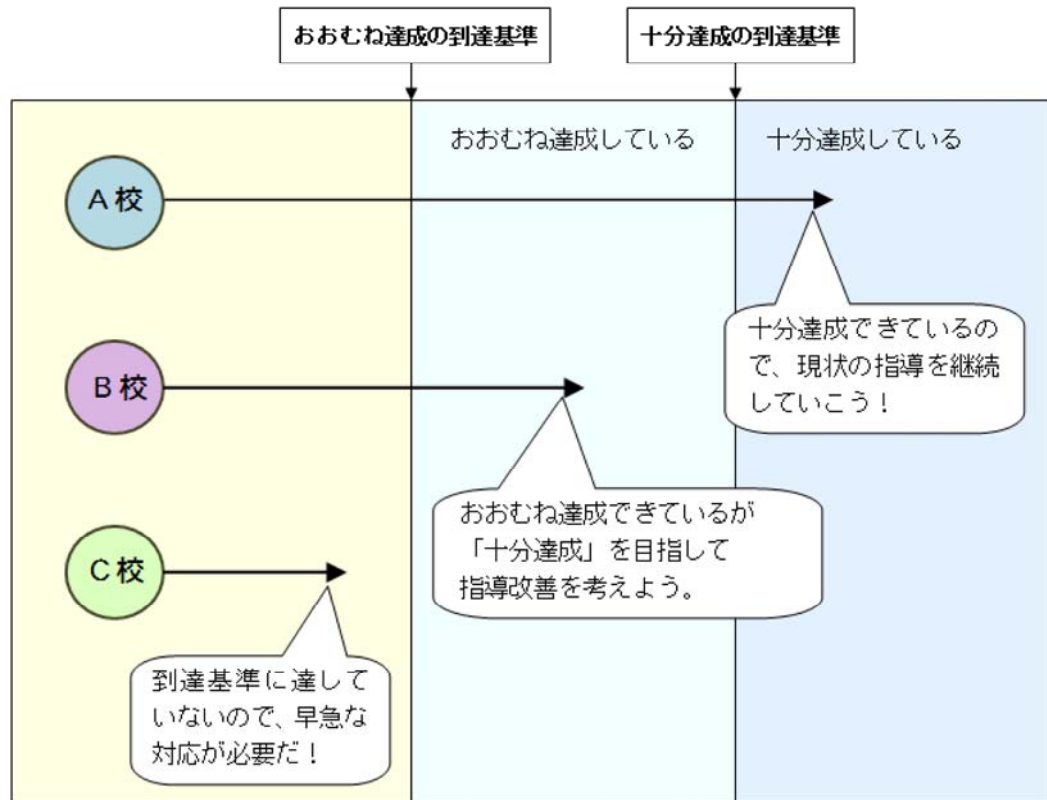 おおむね達成の到達基準
十分達成の到達基準
おおむね達成している
十分達成している
A校
十分達成できているの
で、現状の指導を継続
していこう！
B校
おおむね達成できているが
「十分達成」を目指して
指導改善を考えよう。
C校
到達基準に達して
いないので、早急な
対応が必要だ！